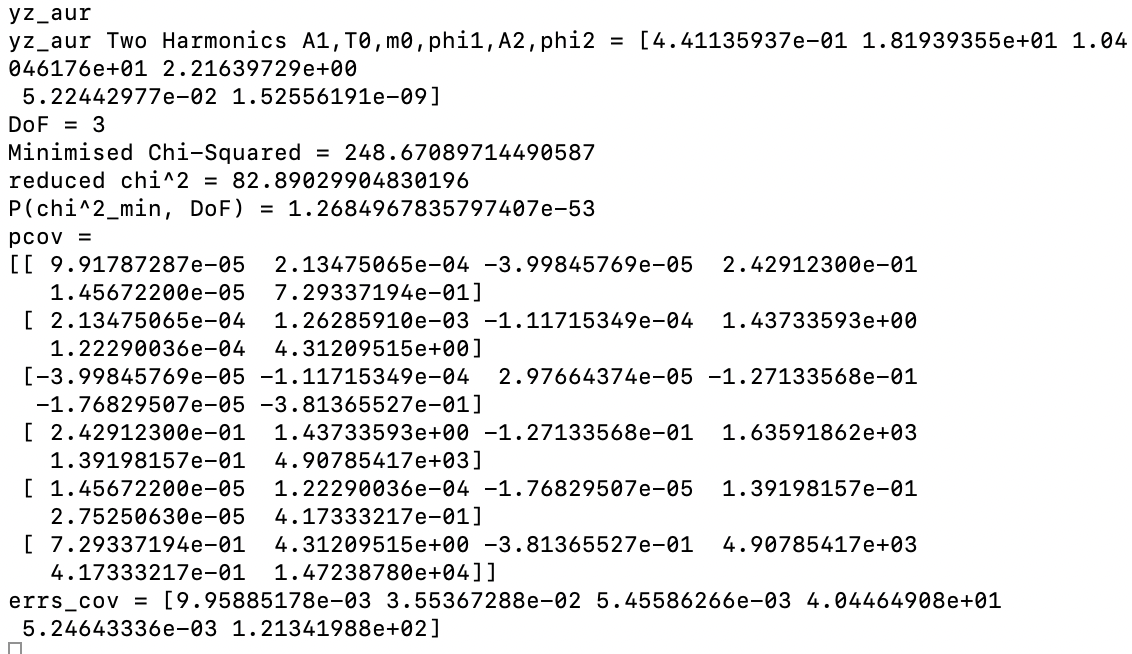 yz_aur
yz_aur Two Harmonics A1,T0,m0,phi1,A2,phi2 = [4.41135937e-01 1.81939355e+01 1.04
046176e+01 2.21639729e+00
 5.22442977e-02 1.52556191e-09]
DoF = 3
Minimised Chi-Squared = 248.67089714490587
reduced chi^2 = 82.89029904830196
P(chi^2_min, DoF) = 1.2684967835797407e-53
pcov =
[[ 9.91787287e-05  2.13475065e-04 -3.99845769e-05  2.42912300e-01
   1.45672200e-05  7.29337194e-01]
 [ 2.13475065e-04  1.26285910e-03 -1.11715349e-04  1.43733593e+00
   1.22290036e-04  4.31209515e+00]
 [-3.99845769e-05 -1.11715349e-04  2.97664374e-05 -1.27133568e-01
  -1.76829507e-05 -3.81365527e-01]
 [ 2.42912300e-01  1.43733593e+00 -1.27133568e-01  1.63591862e+03
   1.39198157e-01  4.90785417e+03]
 [ 1.45672200e-05  1.22290036e-04 -1.76829507e-05  1.39198157e-01
   2.75250630e-05  4.17333217e-01]
 [ 7.29337194e-01  4.31209515e+00 -3.81365527e-01  4.90785417e+03
   4.17333217e-01  1.47238780e+04]]
errs_cov = [9.95885178e-03 3.55367288e-02 5.45586266e-03 4.04464908e+01
 5.24643336e-03 1.21341988e+02]